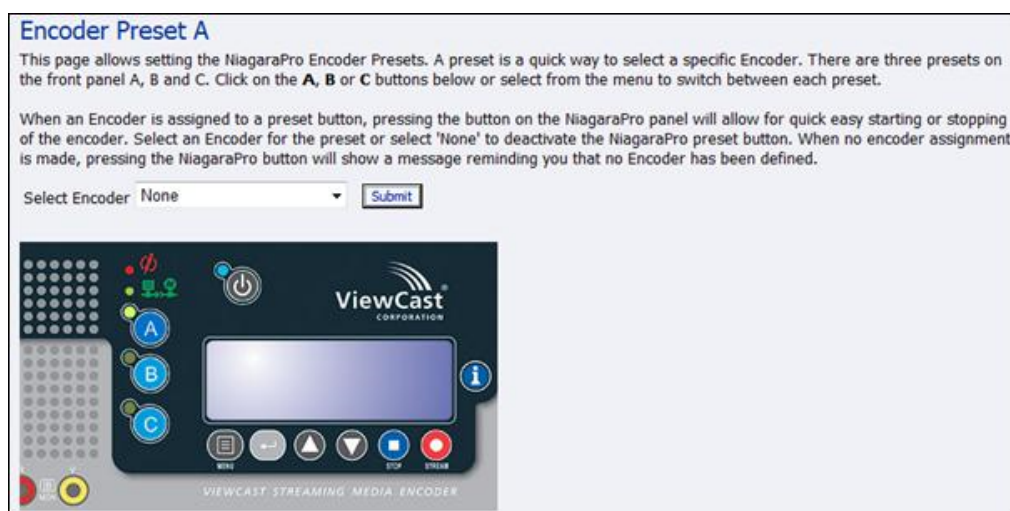 Encoder Preset A
This page allows setting the NiagaraPro Encoder Presets. A preset is a quick way to select a specific Encoder. There are three presets on
the front panel A, B and C. Click on the A, B or C buttons below or select from the menu to switch between each preset.
When an Encoder is assigned to a preset button, pressing the button on the NiagaraPro panel will allow for quick easy starting or stopping
of the encoder. Select an Encoder for the preset or select 'None' to deactivate the NiagaraPro preset button. When no encoder assignment
is made, pressing the NiagaraPro button will show a message reminding you that no Encoder has been defined.
Select Encoder None Submit
ViewCast
CORPORATION
A
B
i
C
MENU STOP STREAM
VIEWCAST STREAMING MEDIA ENCODER